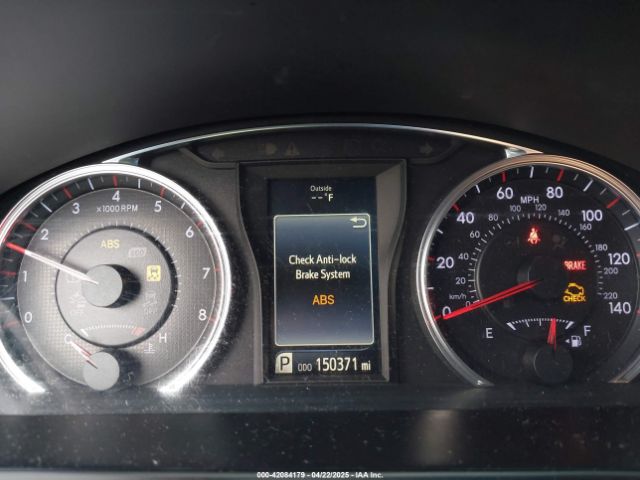 Outside
--°F
Check Anti-lock
Brake System
ABS
P ODO 150371 mi
0 1 2 3 4 5 6 7 8
×1000 RPM
ABS
C H
0 20 40 60 80 100 120 140
MPH
0 20 40 60 80 100 120 140 160 180 200 220
km/h
BRAKE
CHECK
E F
000-42084179 - 04/22/2025 - IAA Inc.